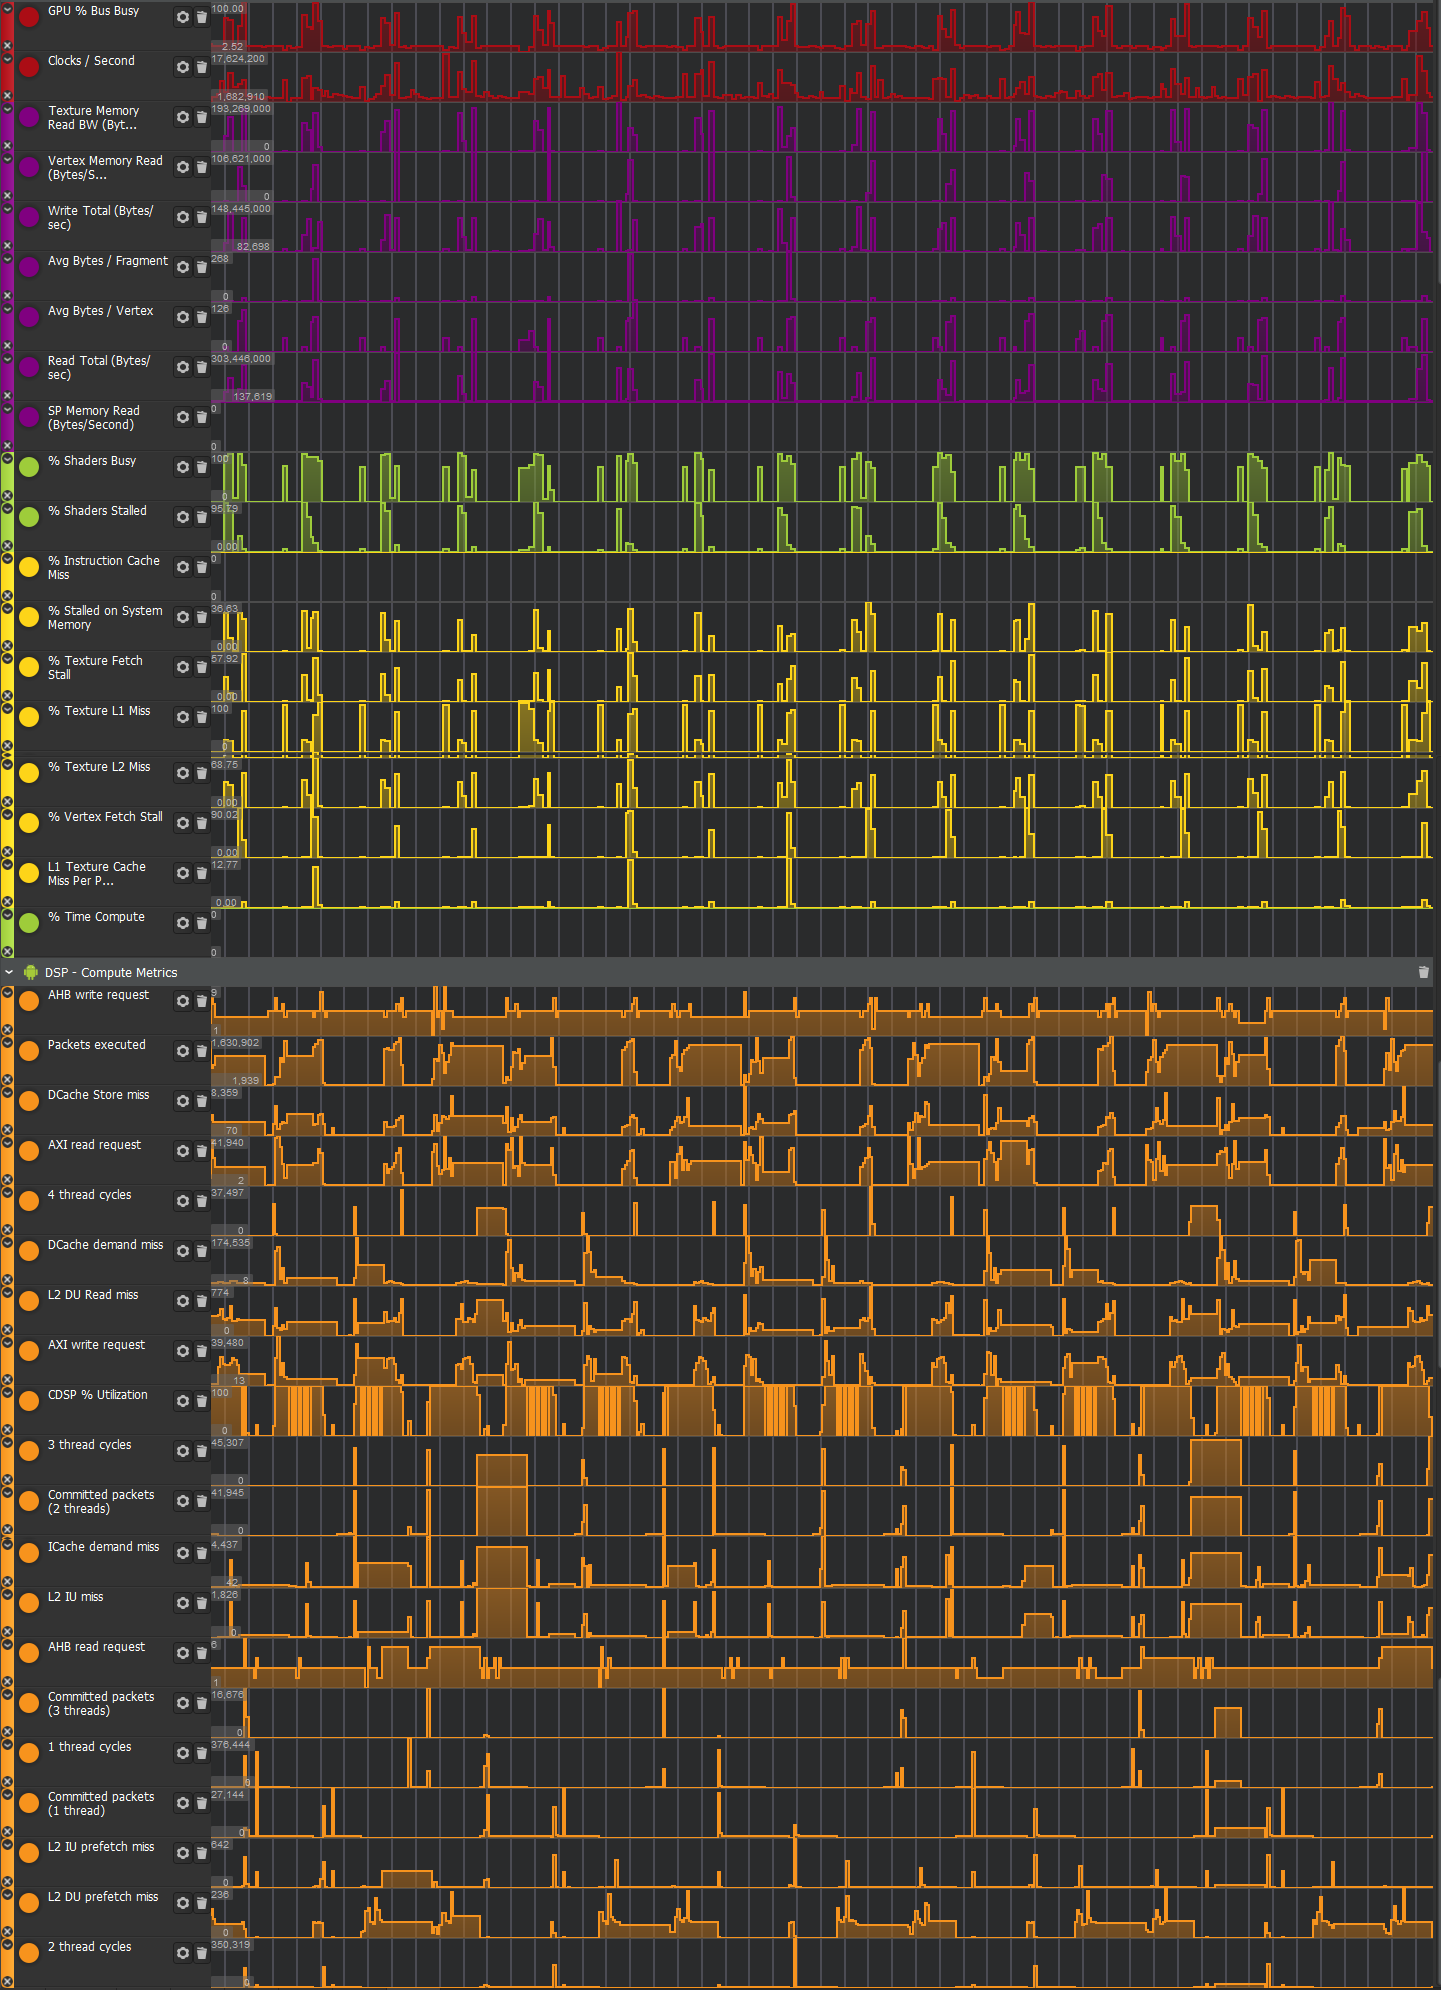 GPU % Bus Busy
100.00
2.52
Clocks / Second
17,624,200
1,682,910
Texture Memory
Read BW (Byt...
193,269,000
0
Vertex Memory Read
(Bytes/S...
106,621,000
0
Write Total (Bytes/
sec)
148,445,000
82,698
Avg Bytes / Fragment
268
0
Avg Bytes / Vertex
126
0
Read Total (Bytes/
sec)
303,446,000
137,619
SP Memory Read
(Bytes/Second)
0
0
% Shaders Busy
100
0
% Shaders Stalled
95.79
0.00
% Instruction Cache
Miss
0
0
% Stalled on System
Memory
36.63
0.00
% Texture Fetch
Stall
57.92
0.00
% Texture L1 Miss
100
0
% Texture L2 Miss
68.75
0.00
% Vertex Fetch Stall
90.02
0.00
L1 Texture Cache
Miss Per P...
12.77
0.00
% Time Compute
0
0
DSP - Compute Metrics
AHB write request
9
1
Packets executed
1,630,902
1,939
DCache Store miss
8,359
70
AXI read request
41,940
2
4 thread cycles
37,497
0
DCache demand miss
174,535
8
L2 DU Read miss
774
0
AXI write request
39,480
13
CDSP % Utilization
100
0
3 thread cycles
45,307
0
Committed packets
(2 threads)
41,945
0
ICache demand miss
4,437
42
L2 IU miss
1,826
0
AHB read request
6
1
Committed packets
(3 threads)
16,676
0
1 thread cycles
376,444
0
Committed packets
(1 thread)
27,144
0
L2 IU prefetch miss
642
0
L2 DU prefetch miss
236
0
2 thread cycles
350,319
0